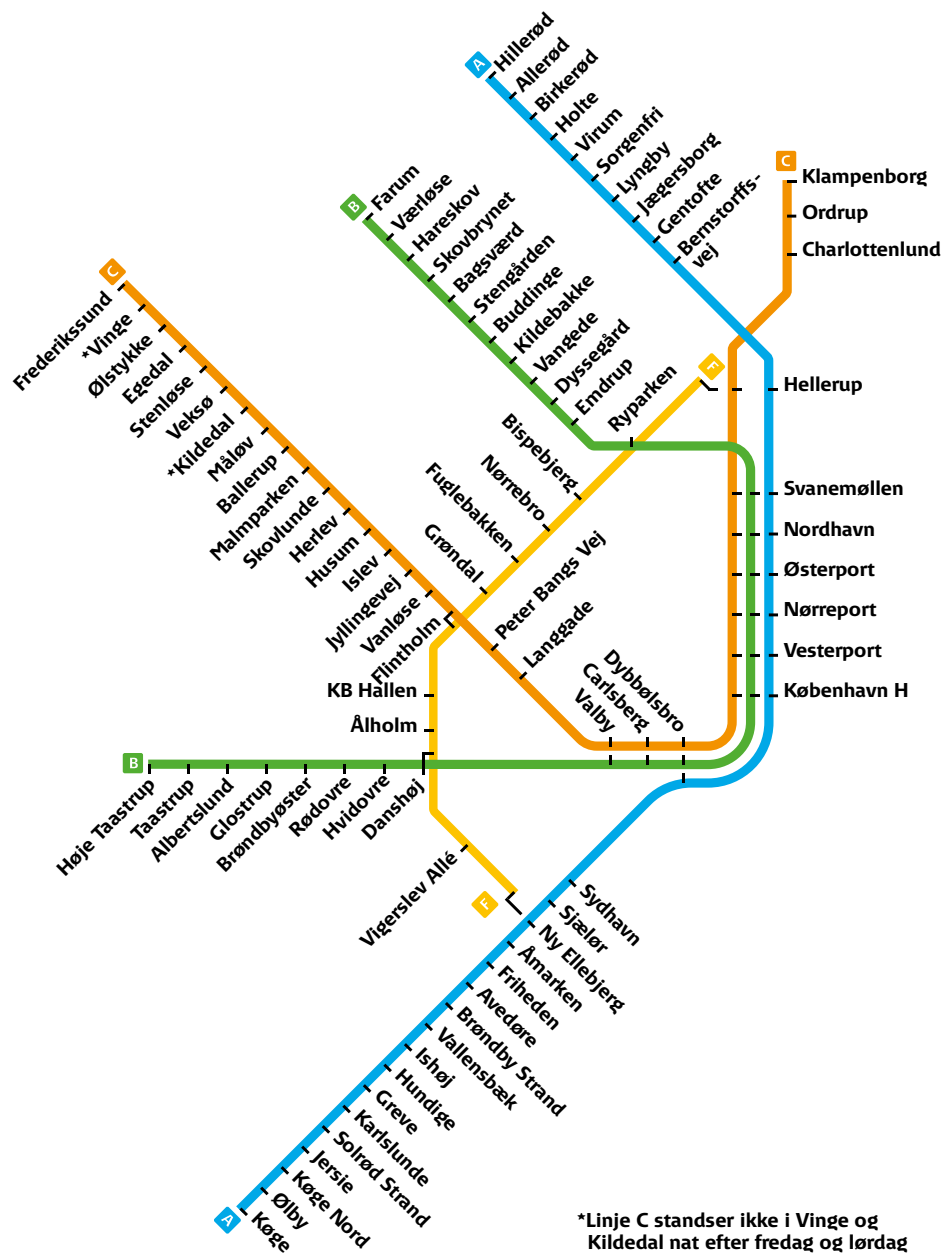 A
Hillerød
Allerød
Birkerød
Holte
Virum
Sorgenfri
Lyngby
Jægersborg
Gentofte
Bernstorffs-
vej
C
Klampenborg
Ordrup
Charlottenlund
B
Farum
Værløse
Hareskov
Skovbrynet
Bagsværd
Stengården
Buddinge
Kildebakke
Vangede
Dyssegård
Emdrup
Ryparken
F
Hellerup
Svanemøllen
Nordhavn
Østerport
Nørreport
Vesterport
København H
C
Frederikssund
*Vinge
Ølstykke
Egedal
Stenløse
Veksø
*Kildedal
Måløv
Ballerup
Malmparken
Skovlunde
Herlev
Husum
Islev
Jyllingevej
Vanløse
Flintholm
Peter Bangs Vej
Langgade
Valby
Carlsberg
Dybbølsbro
Bispebjerg
Nørrebro
Fuglebakken
Grøndal
KB Hallen
Ålholm
B
Høje Taastrup
Taastrup
Albertslund
Glostrup
Brøndbyøster
Rødovre
Hvidovre
Danshøj
Vigerslev Allé
F
Sydhavn
Sjælør
Ny Ellebjerg
Åmarken
Friheden
Avedøre
Brøndby Strand
Vallensbæk
Ishøj
Hundige
Greve
Karlslunde
Solrød Strand
Jersie
Køge Nord
Ølby
Køge
A
*Linje C standser ikke i Vinge og
Kildedal nat efter fredag og lørdag